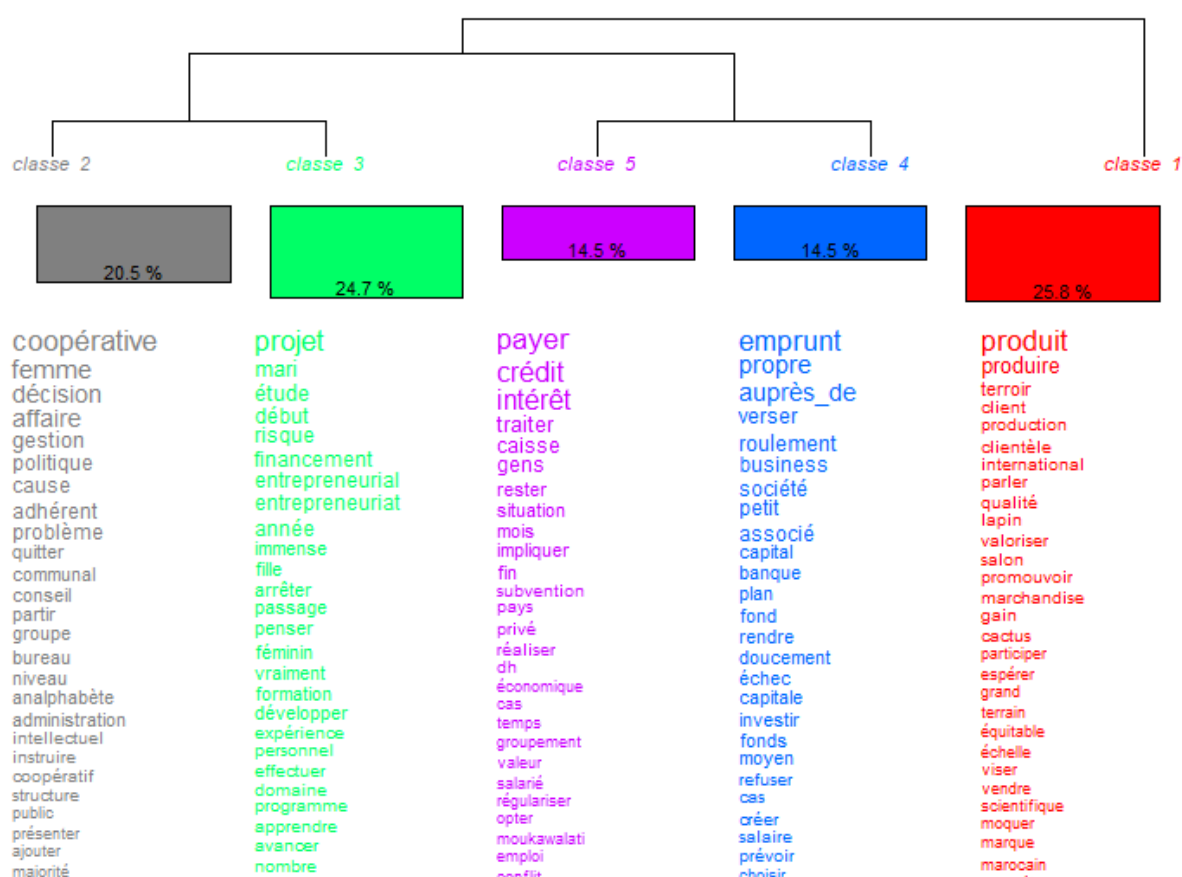 classe 2
classe 3
classe 5
classe 4
classe 1
20.5 %
24.7 %
14.5 %
14.5 %
25.8 %
coopérative
femme
décision
affaire
gestion
politique
cause
adhérent
problème
quitter
communal
conseil
partir
groupe
bureau
niveau
analphabète
administration
intellectuel
instruire
coopératif
structure
public
présenter
ajouter
majorité
projet
mari
étude
début
risque
financement
entrepreneurial
entrepreneuriat
année
immense
fille
arrêter
passage
penser
féminin
vraiment
formation
développer
expérience
personnel
effectuer
domaine
programme
apprendre
avancer
nombre
payer
crédit
intérêt
traiter
caisse
gens
rester
situation
mois
impliquer
fin
subvention
pays
privé
réaliser
dh
économique
cas
temps
groupement
valeur
salarié
régulariser
opter
moukawalati
emploi
conflit
emprunt
propre
auprès_de
verser
roulement
business
société
petit
associé
capital
banque
plan
fond
rendre
doucement
échec
capitale
investir
fonds
moyen
refuser
cas
créer
salaire
prévoir
choisir
produit
produire
terroir
client
production
clientèle
international
parler
qualité
lapin
valoriser
salon
promouvoir
marchandise
gain
cactus
participer
espérer
grand
terrain
équitable
échelle
viser
vendre
scientifique
moquer
marque
marocain